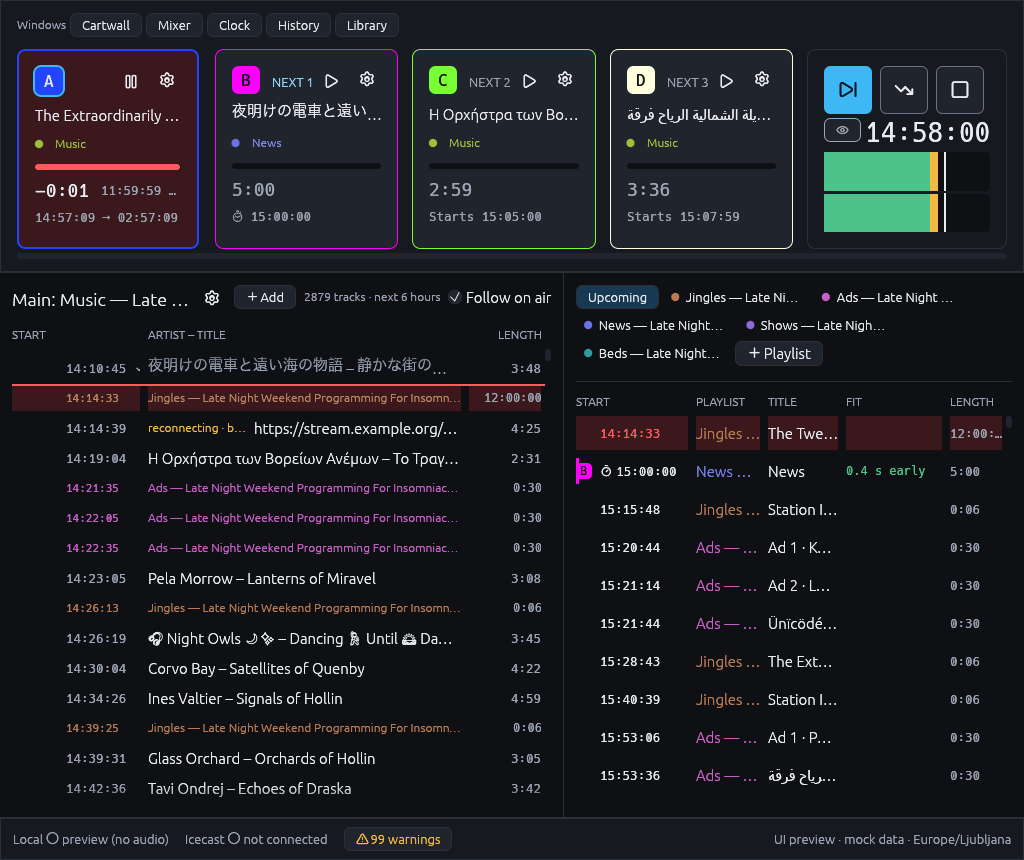 Windows Cartwall Mixer Clock History Library
A
The Extraordinarily ...
Music
−0:01 11:59:59 ...
14:57:09 → 02:57:09
B NEXT 1
夜明けの電車と遠い...
News
5:00
15:00:00
C NEXT 2
Η Ορχήστρα των Βο...
Music
2:59
Starts 15:05:00
D NEXT 3
يلة الشمالية الرياح فرقة...
Music
3:36
Starts 15:07:59
14:58:00
Main: Music — Late ... + Add 2879 tracks · next 6 hours Follow on air
START ARTIST – TITLE LENGTH
14:10:45 夜明けの電車と遠い海の物語 – 静かな街の... 3:48
14:14:33 Jingles — Late Night Weekend Programming For Insomn... 12:00:00
14:14:39 reconnecting · b... https://stream.example.org/... 4:25
14:19:04 Η Ορχήστρα των Βορείων Ανέμων – Το Τραγ... 2:31
14:21:35 Ads — Late Night Weekend Programming For Insomniac... 0:30
14:22:05 Ads — Late Night Weekend Programming For Insomniac... 0:30
14:22:35 Ads — Late Night Weekend Programming For Insomniac... 0:30
14:23:05 Pela Morrow – Lanterns of Miravel 3:08
14:26:13 Jingles — Late Night Weekend Programming For Insomn... 0:06
14:26:19 🎧 Night Owls 🌙✨ – Dancing 💃 Until 🌅 Da... 3:45
14:30:04 Corvo Bay – Satellites of Quenby 4:22
14:34:26 Ines Valtier – Signals of Hollin 4:59
14:39:25 Jingles — Late Night Weekend Programming For Insomn... 0:06
14:39:31 Glass Orchard – Orchards of Hollin 3:05
14:42:36 Tavi Ondrej – Echoes of Draska 3:42
Upcoming Jingles — Late Ni... Ads — Late Night ...
News — Late Night... Shows — Late Nigh...
Beds — Late Night... + Playlist
START PLAYLIST TITLE FIT LENGTH
14:14:33 Jingles ... The Twe... 12:00:...
B 15:00:00 News ... News 0.4 s early 5:00
15:15:48 Jingles ... Station I... 0:06
15:20:44 Ads — ... Ad 1 · K... 0:30
15:21:14 Ads — ... Ad 2 · L... 0:30
15:21:44 Ads — ... Ünïcödé... 0:30
15:28:43 Jingles ... The Ext... 0:06
15:40:39 Jingles ... Station I... 0:06
15:53:06 Ads — ... Ad 1 · P... 0:30
15:53:36 Ads — ... رياح فرقة... 0:30
Local preview (no audio) Icecast not connected ⚠ 99 warnings UI preview · mock data · Europe/Ljubljana